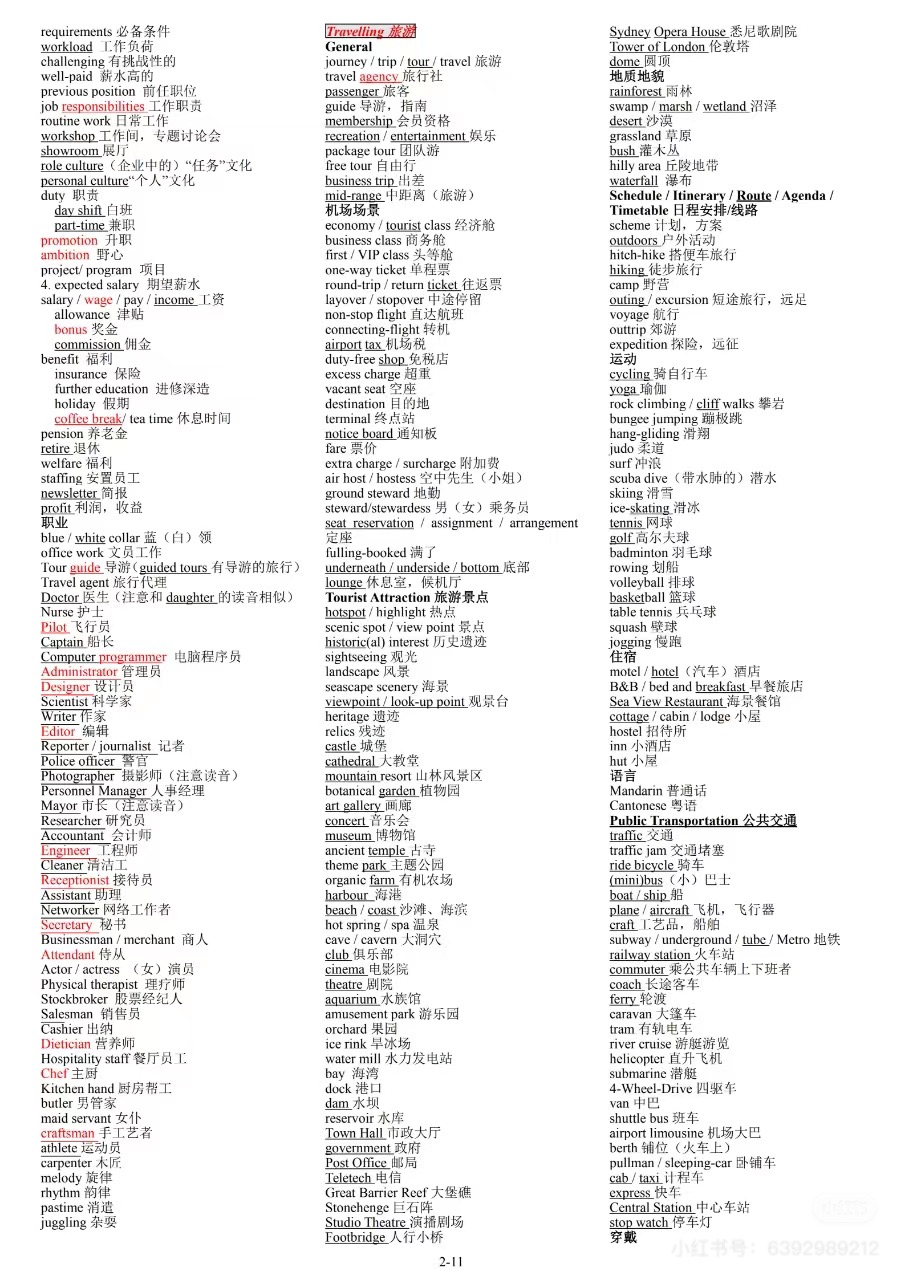 requirements 必备条件
workload 工作负荷
challenging 有挑战性的
well-paid 薪水高的
previous position 前任职位
job responsibilities 工作职责
routine work 日常工作
workshop 工作间，专题讨论会
showroom 展厅
role culture（企业中的）“任务”文化
personal culture“个人”文化
duty 职责
day shift 白班
part-time 兼职
promotion 升职
ambition 野心
project/ program 项目
4. expected salary 期望薪水
salary / wage / pay / income 工资
allowance 津贴
bonus 奖金
commission 佣金
benefit 福利
insurance 保险
further education 进修深造
holiday 假期
coffee break/ tea time 休息时间
pension 养老金
retire 退休
welfare 福利
staffing 安置员工
newsletter 简报
profit 利润，收益
职业
blue / white collar 蓝（白）领
office work 文员工作
Tour guide 导游（guided tours 有导游的旅行）
Travel agent 旅行代理
Doctor 医生（注意和 daughter 的读音相似）
Nurse 护士
Pilot 飞行员
Captain 船长
Computer programmer 电脑程序员
Administrator 管理员
Designer 设计员
Scientist 科学家
Writer 作家
Editor 编辑
Reporter / journalist 记者
Police officer 警官
Photographer 摄影师（注意读音）
Personnel Manager 人事经理
Mayor 市长（注意读音）
Researcher 研究员
Accountant 会计师
Engineer 工程师
Cleaner 清洁工
Receptionist 接待员
Assistant 助理
Networker 网络工作者
Secretary 秘书
Businessman / merchant 商人
Attendant 侍从
Actor / actress （女）演员
Physical therapist 理疗师
Stockbroker 股票经纪人
Salesman 销售员
Cashier 出纳
Dietician 营养师
Hospitality staff 餐厅员工
Chef 主厨
Kitchen hand 厨房帮工
butler 男管家
maid servant 女仆
craftsman 手工艺者
athlete 运动员
carpenter 木匠
melody 旋律
rhythm 韵律
pastime 消遣
juggling 杂耍
Travelling 旅游
General
journey / trip / tour / travel 旅游
travel agency 旅行社
passenger 旅客
guide 导游，指南
membership 会员资格
recreation / entertainment 娱乐
package tour 团队游
free tour 自由行
business trip 出差
mid-range 中距离（旅游）
机场场景
economy / tourist class 经济舱
business class 商务舱
first / VIP class 头等舱
one-way ticket 单程票
round-trip / return ticket 往返票
layover / stopover 中途停留
non-stop flight 直达航班
connecting-flight 转机
airport tax 机场税
duty-free shop 免税店
excess charge 超重
vacant seat 空座
destination 目的地
terminal 终点站
notice board 通知板
fare 票价
extra charge / surcharge 附加费
air host / hostess 空中先生（小姐）
ground steward 地勤
steward/stewardess 男（女）乘务员
seat reservation / assignment / arrangement
定座
fulling-booked 满了
underneath / underside / bottom 底部
lounge 休息室，候机厅
Tourist Attraction 旅游景点
hotspot / highlight 热点
scenic spot / view point 景点
historic(al) interest 历史遗迹
sightseeing 观光
landscape 风景
seascape scenery 海景
viewpoint / look-up point 观景台
heritage 遗迹
relics 残迹
castle 城堡
cathedral 大教堂
mountain resort 山林风景区
botanical garden 植物园
art gallery 画廊
concert 音乐会
museum 博物馆
ancient temple 古寺
theme park 主题公园
organic farm 有机农场
harbour 海港
beach / coast 沙滩、海滨
hot spring / spa 温泉
cave / cavern 大洞穴
club 俱乐部
cinema 电影院
theatre 剧院
aquarium 水族馆
amusement park 游乐园
orchard 果园
ice rink 旱冰场
water mill 水力发电站
bay 海湾
dock 港口
dam 水坝
reservoir 水库
Town Hall 市政大厅
government 政府
Post Office 邮局
Teletech 电信
Great Barrier Reef 大堡礁
Stonehenge 巨石阵
Studio Theatre 演播剧场
Footbridge 人行小桥
Sydney Opera House 悉尼歌剧院
Tower of London 伦敦塔
dome 圆顶
地质地貌
rainforest 雨林
swamp / marsh / wetland 沼泽
desert 沙漠
grassland 草原
bush 灌木丛
hilly area 丘陵地带
waterfall 瀑布
Schedule / Itinerary / Route / Agenda /
Timetable 日程安排/线路
scheme 计划，方案
outdoors 户外活动
hitch-hike 搭便车旅行
hiking 徒步旅行
camp 野营
outing / excursion 短途旅行，远足
voyage 航行
outtrip 郊游
expedition 探险，远征
运动
cycling 骑自行车
yoga 瑜伽
rock climbing / cliff walks 攀岩
bungee jumping 蹦极跳
hang-gliding 滑翔
judo 柔道
surf 冲浪
scuba dive（带水肺的）潜水
skiing 滑雪
ice-skating 滑冰
tennis 网球
golf 高尔夫球
badminton 羽毛球
rowing 划船
volleyball 排球
basketball 篮球
table tennis 乒乓球
squash 壁球
jogging 慢跑
住宿
motel / hotel（汽车）酒店
B&B / bed and breakfast 早餐旅店
Sea View Restaurant 海景餐馆
cottage / cabin / lodge 小屋
hostel 招待所
inn 小酒店
hut 小屋
语言
Mandarin 普通话
Cantonese 粤语
Public Transportation 公共交通
traffic 交通
traffic jam 交通堵塞
ride bicycle 骑车
(mini)bus（小）巴士
boat / ship 船
plane / aircraft 飞机，飞行器
craft 工艺品，船舶
subway / underground / tube / Metro 地铁
railway station 火车站
commuter 乘公共车辆上下班者
coach 长途客车
ferry 轮渡
caravan 大篷车
tram 有轨电车
river cruise 游艇游览
helicopter 直升飞机
submarine 潜艇
4-Wheel-Drive 四驱车
van 中巴
shuttle bus 班车
airport limousine 机场大巴
berth 铺位（火车上）
pullman / sleeping-car 卧铺车
cab / taxi 计程车
express 快车
Central Station 中心车站
stop watch 停车灯
穿戴
小红书号：6392989212
2-11